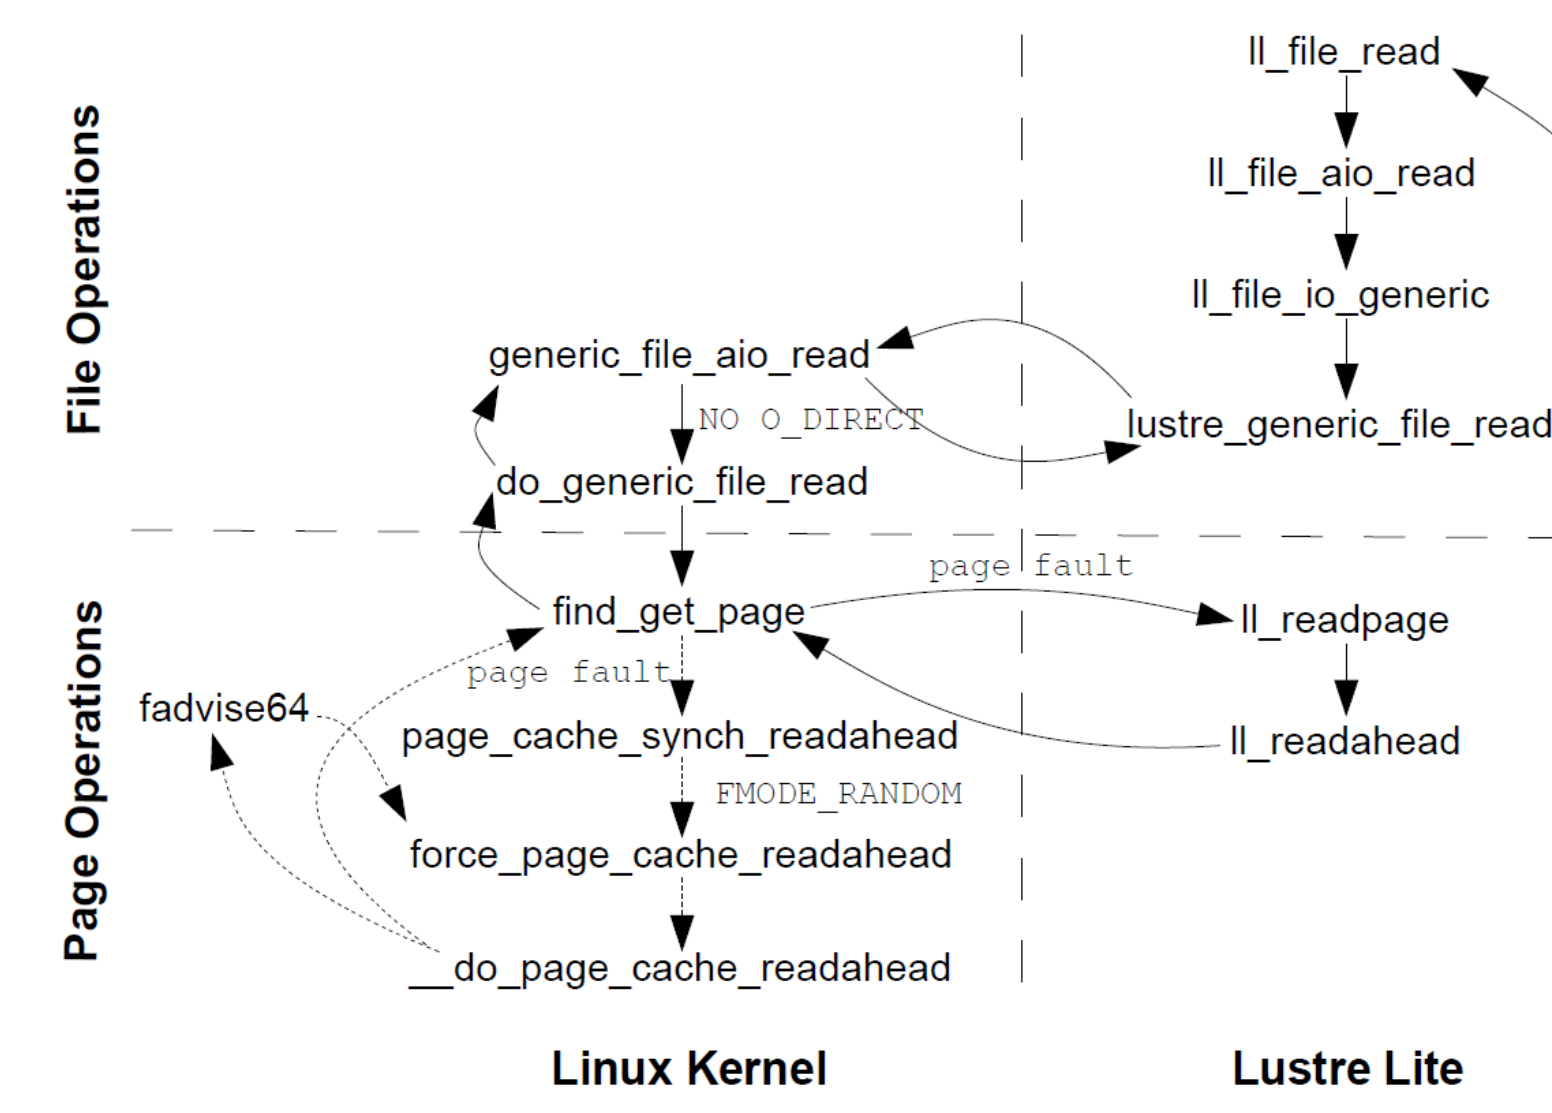 ll_file_read
ll_file_aio_read
ll_file_io_generic
lustre_generic_file_read
File Operations
generic_file_aio_read
NO O_DIRECT
do_generic_file_read
page fault
find_get_page
ll_readpage
page fault
fadvise64
page_cache_synch_readahead
ll_readahead
FMODE_RANDOM
force_page_cache_readahead
__do_page_cache_readahead
Page Operations
Linux Kernel
Lustre Lite